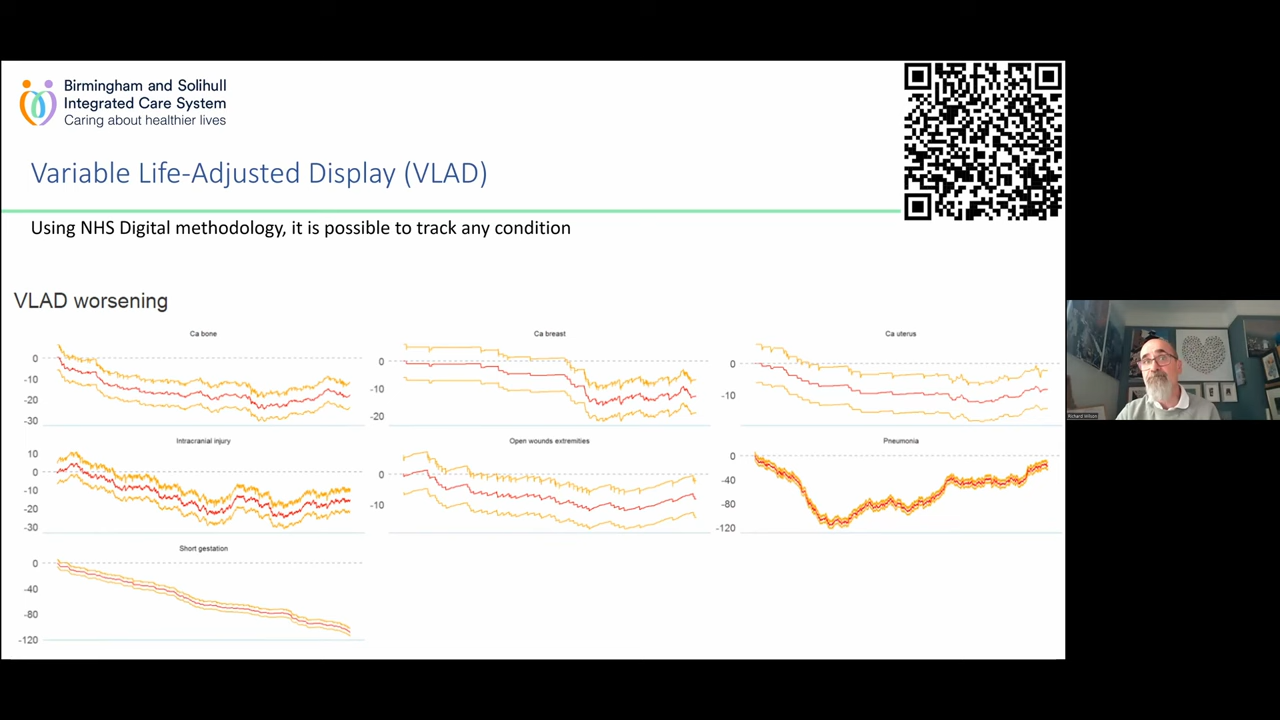 Birmingham and Solihull
Integrated Care System
Caring about healthier lives
Variable Life-Adjusted Display (VLAD)
Using NHS Digital methodology, it is possible to track any condition
VLAD worsening
Ca bone
0
-10
-20
-30
Ca breast
0
-10
-20
Ca uterus
0
-10
Intracranial injury
10
0
-10
-20
-30
Open wounds extremities
0
-10
Pneumonia
0
-40
-80
-120
Short gestation
0
-40
-80
-120
Richard Wilson